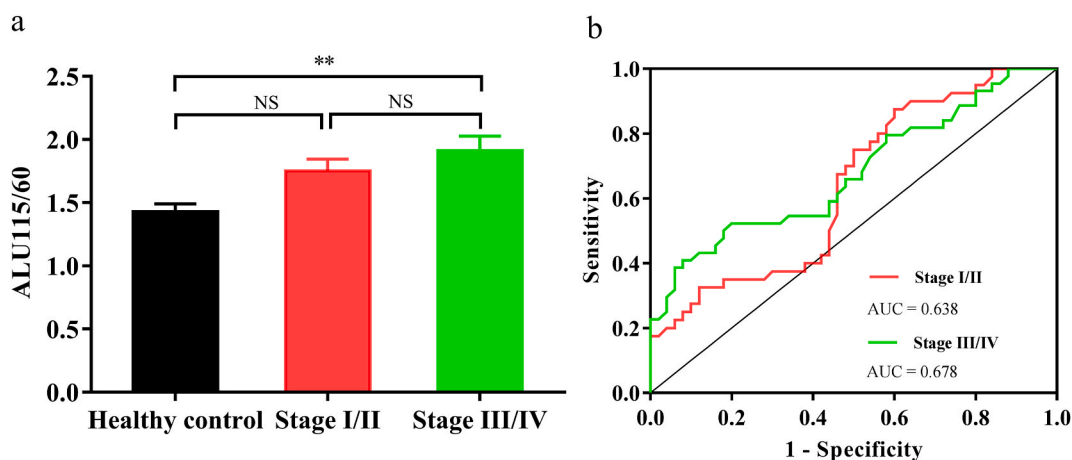 a
**
NS
NS
ALU115/60
2.5
2.0
1.5
1.0
0.5
0.0
Healthy control
Stage I/II
Stage III/IV
b
Sensitivity
1.0
0.8
0.6
0.4
0.2
0.0
Stage I/II
AUC = 0.638
Stage III/IV
AUC = 0.678
0.0
0.2
0.4
0.6
0.8
1.0
1 - Specificity